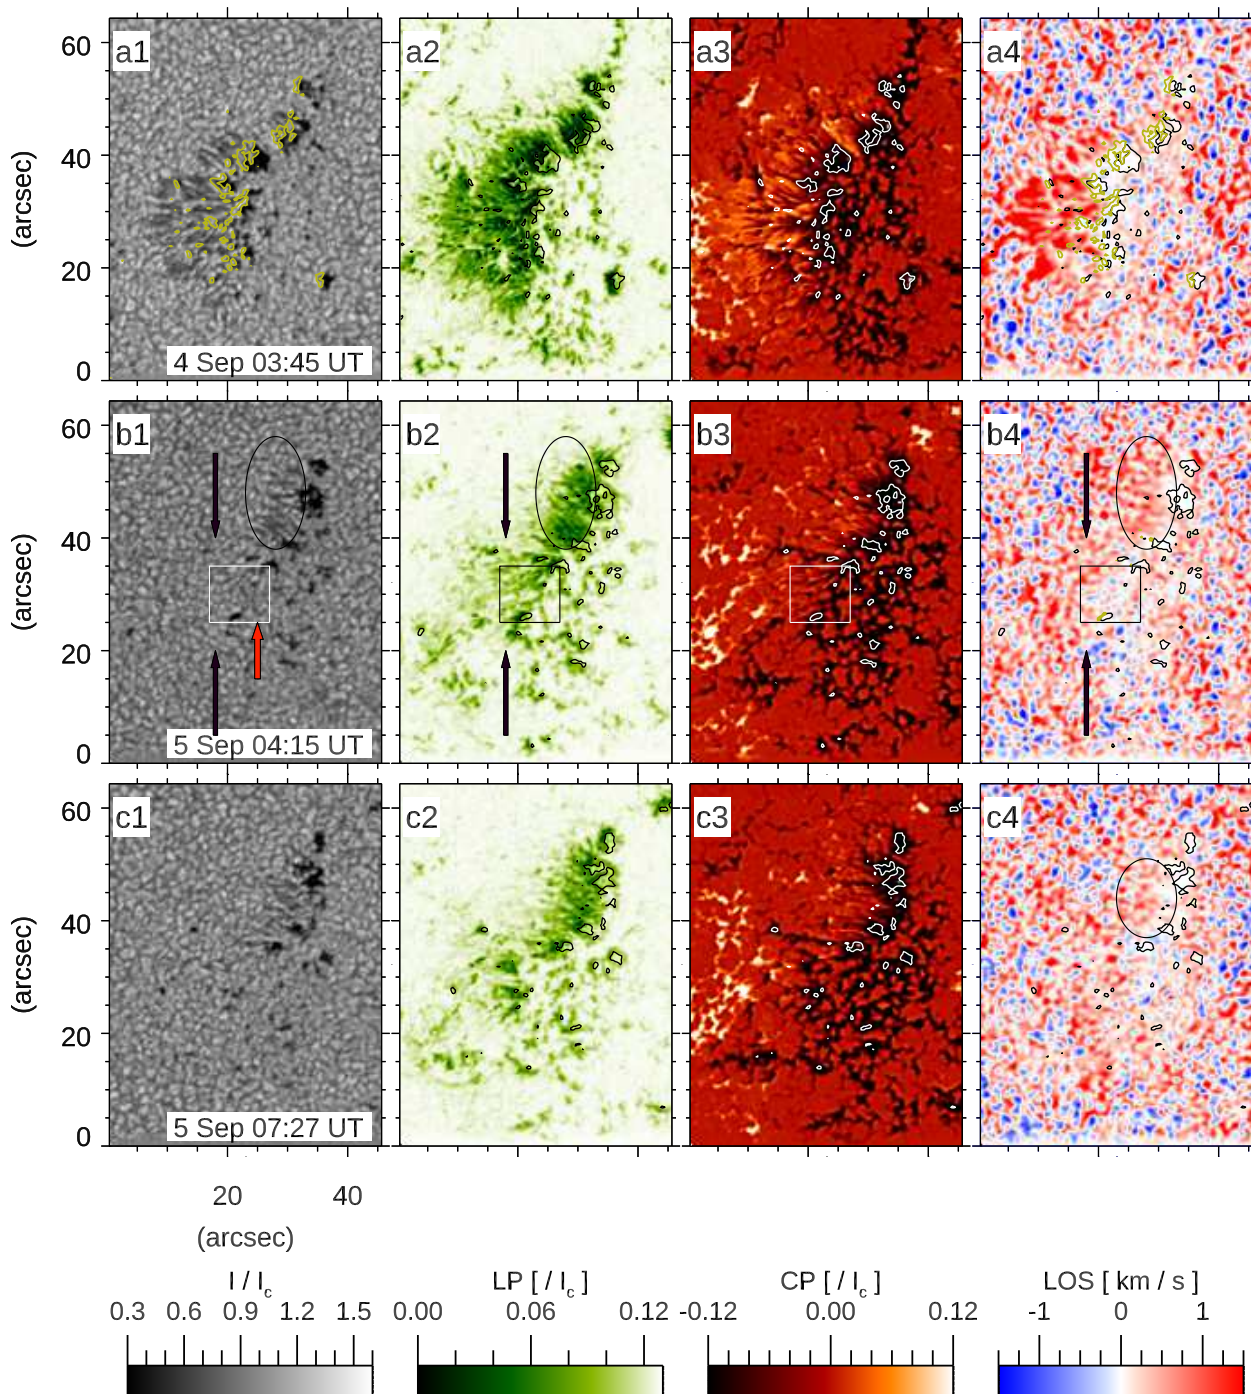 a1 a2 a3 a4
60
40
20
0
(arcsec)
4 Sep 03:45 UT
b1 b2 b3 b4
60
40
20
0
(arcsec)
5 Sep 04:15 UT
c1 c2 c3 c4
60
40
20
0
(arcsec)
5 Sep 07:27 UT
20 40
(arcsec)
I / Ic LP [ / Ic ] CP [ / Ic ] LOS [ km / s ]
0.3 0.6 0.9 1.2 1.5 0.00 0.06 0.12 -0.12 0.00 0.12 -1 0 1